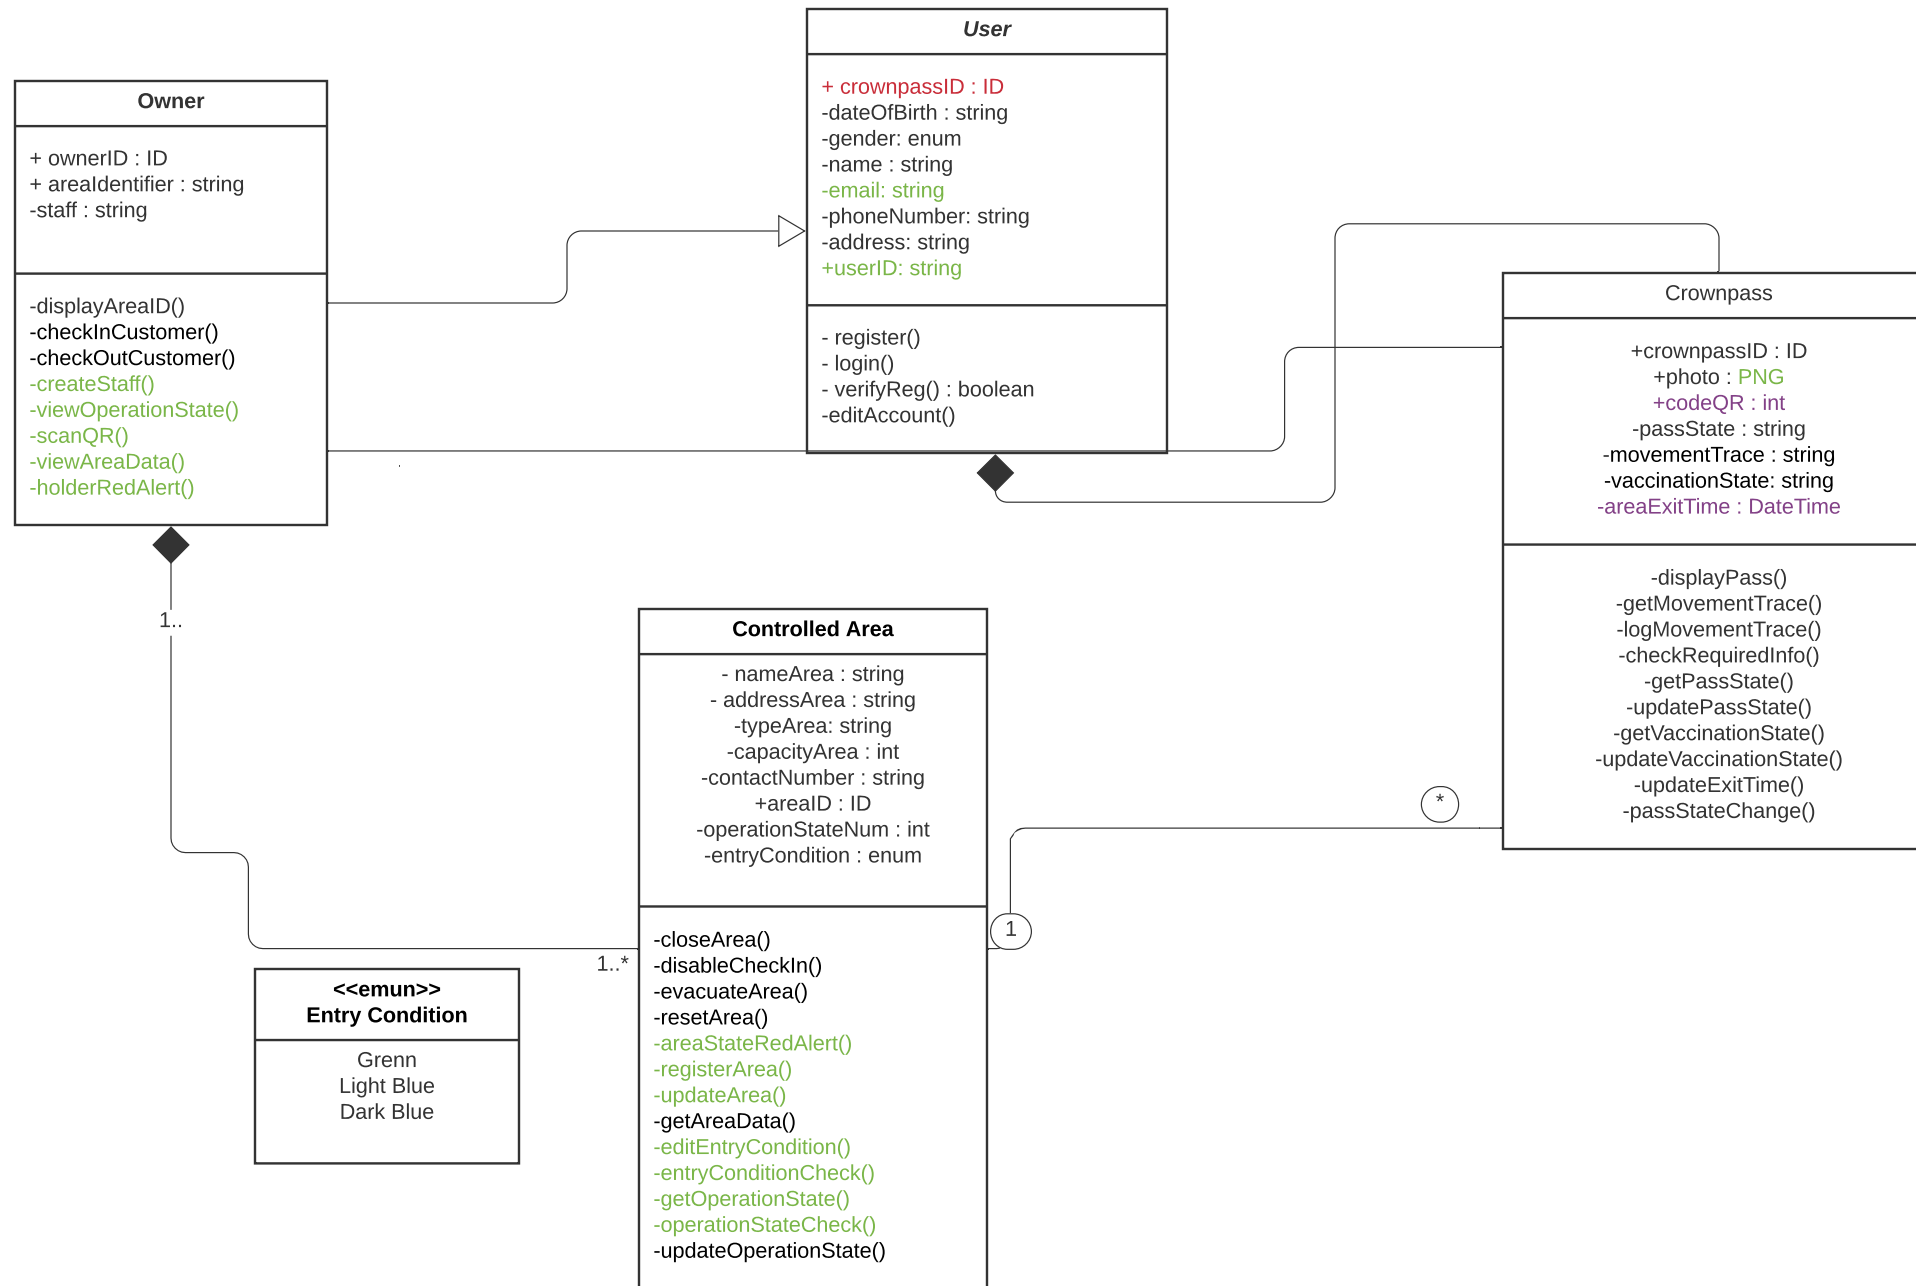 User
+ crownpassID : ID
-dateOfBirth : string
-gender: enum
-name : string
-email: string
-phoneNumber: string
-address: string
+userID: string
- register()
- login()
- verifyReg() : boolean
-editAccount()
Owner
+ ownerID : ID
+ areaIdentifier : string
-staff : string
-displayAreaID()
-checkInCustomer()
-checkOutCustomer()
-createStaff()
-viewOperationState()
-scanQR()
-viewAreaData()
-holderRedAlert()
1..
1..*
Crownpass
+crownpassID : ID
+photo : PNG
+codeQR : int
-passState : string
-movementTrace : string
-vaccinationState: string
-areaExitTime : DateTime
-displayPass()
-getMovementTrace()
-logMovementTrace()
-checkRequiredInfo()
-getPassState()
-updatePassState()
-getVaccinationState()
-updateVaccinationState()
-updateExitTime()
-passStateChange()
*
1
Controlled Area
- nameArea : string
- addressArea : string
-typeArea: string
-capacityArea : int
-contactNumber : string
+areaID : ID
-operationStateNum : int
-entryCondition : enum
-closeArea()
-disableCheckIn()
-evacuateArea()
-resetArea()
-areaStateRedAlert()
-registerArea()
-updateArea()
-getAreaData()
-editEntryCondition()
-entryConditionCheck()
-getOperationState()
-operationStateCheck()
-updateOperationState()
<<emun>>
Entry Condition
Grenn
Light Blue
Dark Blue